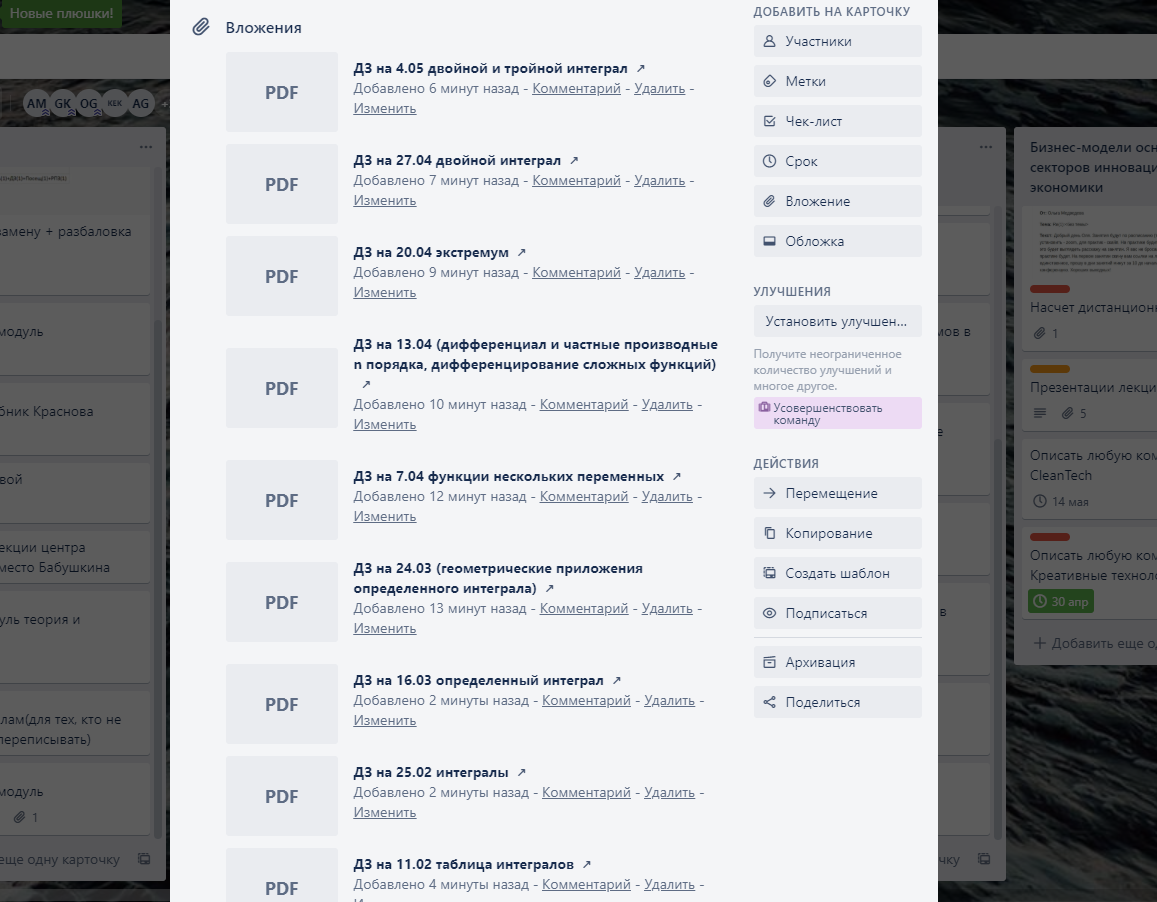 Новые плюшки!
AM GK OG KEK AG
замену + разбаловка
модуль
бник Краснова
вой
екции центра
место Бабушкина
уль теория и
лам(для тех, кто не
переписывать)
модуль
1
еще одну карточку
Вложения
PDF
ДЗ на 4.05 двойной и тройной интеграл ↗
Добавлено 6 минут назад - Комментарий - Удалить -
Изменить
PDF
ДЗ на 27.04 двойной интеграл ↗
Добавлено 7 минут назад - Комментарий - Удалить -
Изменить
PDF
ДЗ на 20.04 экстремум ↗
Добавлено 9 минут назад - Комментарий - Удалить -
Изменить
PDF
ДЗ на 13.04 (дифференциал и частные производные
n порядка, дифференцирование сложных функций)
↗
Добавлено 10 минут назад - Комментарий - Удалить -
Изменить
PDF
ДЗ на 7.04 функции нескольких переменных ↗
Добавлено 12 минут назад - Комментарий - Удалить -
Изменить
PDF
ДЗ на 24.03 (геометрические приложения
определенного интеграла) ↗
Добавлено 13 минут назад - Комментарий - Удалить -
Изменить
PDF
ДЗ на 16.03 определенный интеграл ↗
Добавлено 2 минуты назад - Комментарий - Удалить -
Изменить
PDF
ДЗ на 25.02 интегралы ↗
Добавлено 2 минуты назад - Комментарий - Удалить -
Изменить
PDF
ДЗ на 11.02 таблица интегралов ↗
Добавлено 4 минуты назад - Комментарий - Удалить -
ДОБАВИТЬ НА КАРТОЧКУ
Участники
Метки
Чек-лист
Срок
Вложение
Обложка
УЛУЧШЕНИЯ
Установить улучшен...
Получите неограниченное
количество улучшений и
многое другое.
Усовершенствовать
команду
ДЕЙСТВИЯ
Перемещение
Копирование
Создать шаблон
Подписаться
Архивация
Поделиться
мов в
е
в
чку
Бизнес-модели осн
секторов инноваци
экономики
Насчет дистанционн
1
Презентации лекци
5
Описать любую ком
CleanTech
14 мая
Описать любую ком
Креативные техноло
30 апр
Добавить еще о